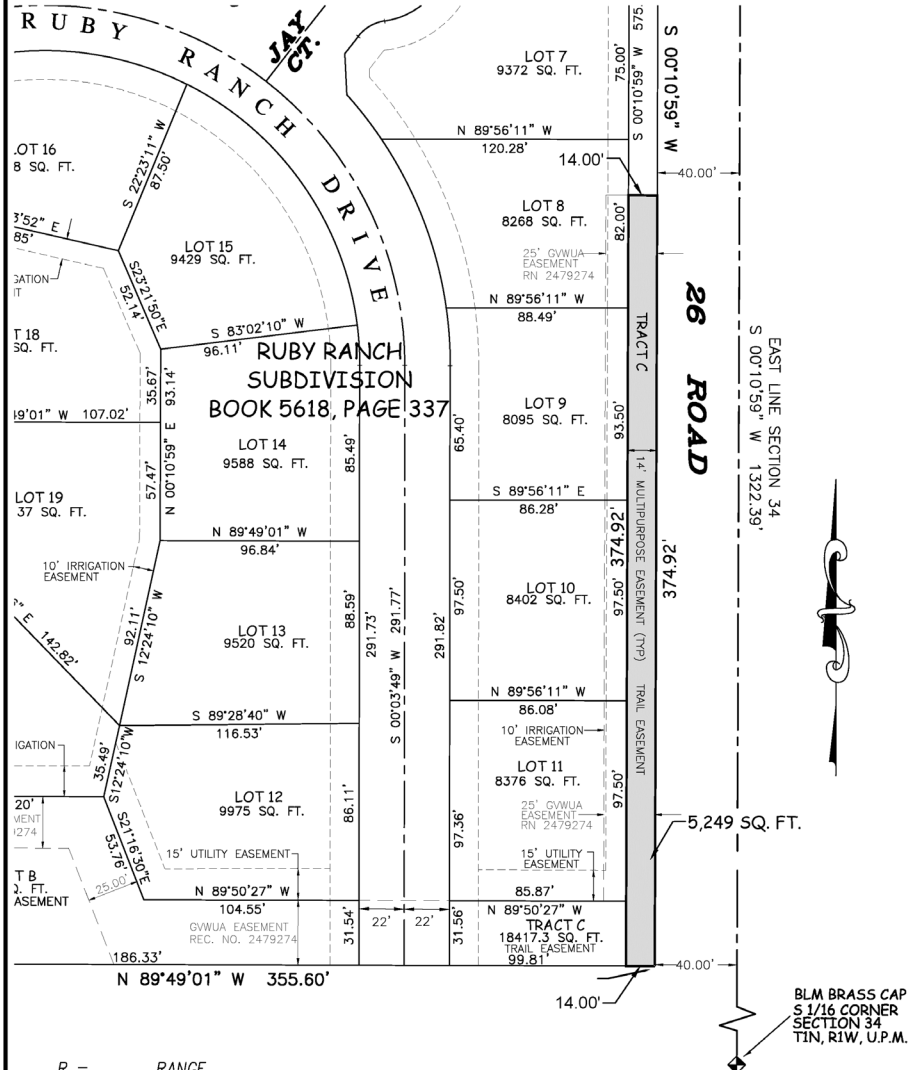 RUBY RANCH DRIVE
JAY
CT.
LOT 7
9372 SQ. FT.
75.00'
S 00°10'59" W 575.
S 00°10'59" W
N 89°56'11" W
120.28'
14.00'
40.00'
.OT 16
8 SQ. FT.
S 22°23'11" W
87.50'
3'52" E
85'
LOT 15
9429 SQ. FT.
LOT 8
8268 SQ. FT.
82.00'
25' GVWUA
EASEMENT
RN 2479274
GATION
NT
S23°21'50"E
52.14'
N 89°56'11" W
88.49'
TRACT C
26 ROAD
EAST LINE SECTION 34
S 00°10'59" W 1322.39'
T 18
SQ. FT.
S 83°02'10" W
96.11'
RUBY RANCH
SUBDIVISION
BOOK 5618, PAGE 337
35.67'
93.14'
N 00°10'59" E
49'01" W 107.02'
LOT 14
9588 SQ. FT.
85.49'
65.40'
LOT 9
8095 SQ. FT.
93.50'
57.47'
LOT 19
37 SQ. FT.
S 89°56'11" E
86.28'
14' MULTIPURPOSE EASEMENT (TYP)
TRAIL EASEMENT
374.92'
374.92'
N 89°49'01" W
96.84'
10' IRRIGATION
EASEMENT
LOT 10
8402 SQ. FT.
97.50'
97.50'
" E
142.82'
92.11'
S 12°24'10" W
LOT 13
9520 SQ. FT.
88.59'
291.73'
S 00°03'49" W 291.77'
291.82'
N 89°56'11" W
86.08'
S 89°28'40" W
116.53'
10' IRRIGATION
EASEMENT
IGATION
35.49'
S12°24'10"W
LOT 11
8376 SQ. FT.
97.50'
25' GVWUA
EASEMENT
RN 2479274
5,249 SQ. FT.
20'
MENT
9274
LOT 12
9975 SQ. FT.
86.11'
97.36'
S21°16'30"E
53.76'
15' UTILITY EASEMENT
15' UTILITY
EASEMENT
T B
Q. FT.
ASEMENT
25.00'
N 89°50'27" W
104.55'
85.87'
N 89°50'27" W
GVWUA EASEMENT
REC. NO. 2479274
31.54'
22'
22'
31.56'
TRACT C
18417.3 SQ. FT.
TRAIL EASEMENT
99.81'
186.33'
N 89°49'01" W 355.60'
40.00'
14.00'
BLM BRASS CAP
S 1/16 CORNER
SECTION 34
T1N, R1W, U.P.M.
R = RANGE